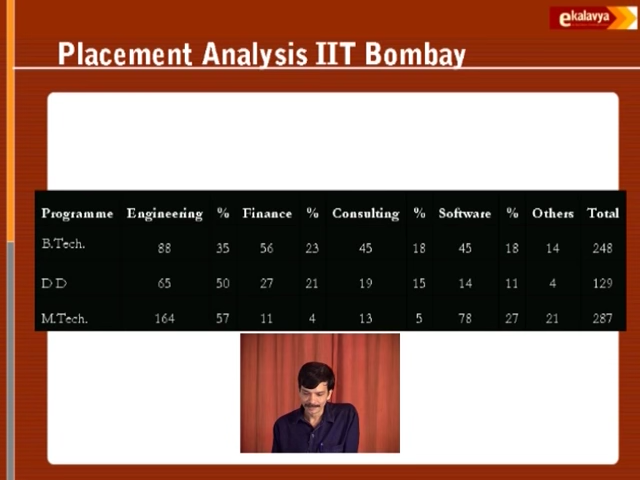 ekalavya
Placement Analysis IIT Bombay
Programme Engineering % Finance % Consulting % Software % Others Total
B.Tech. 88 35 56 23 45 18 45 18 14 248
D D 65 50 27 21 19 15 14 11 4 129
M.Tech. 164 57 11 4 13 5 78 27 21 287